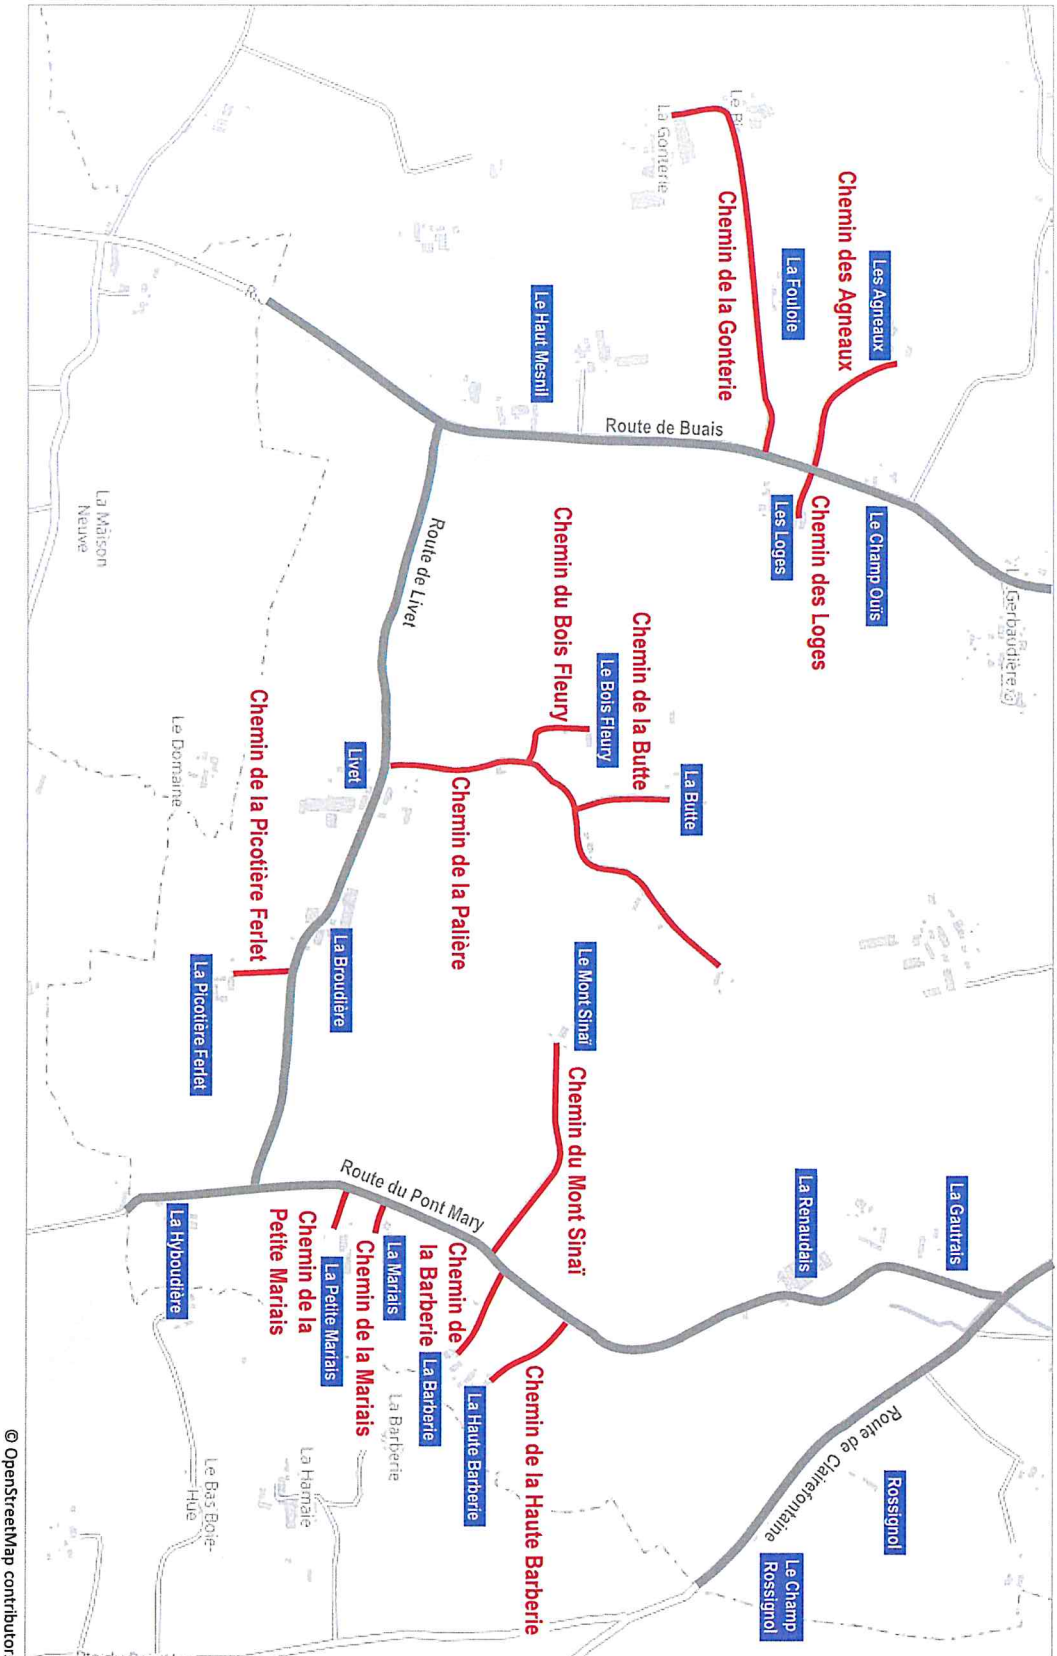 La Gautrais
Rossignol
Les Agneaux
Le Champ Ouïs
Chemin des Agneaux
La Renaudais
Route de Clairefontaine
Le Champ
Rossignol
La Fouloie
Chemin des Loges
Les Loges
Le Bi
Chemin de la Gonterie
La Gonterie
La Gerbaudière
Route de Buais
Le Haut Mesnil
La Butte
Chemin de la Butte
Le Bois Fleury
Chemin du Bois Fleury
Le Mont Sinaï
Chemin du Mont Sinaï
Chemin de la Haute Barberie
La Haute Barberie
Chemin de
la Barberie
La Barberie
Chemin de la Palière
Route de Livet
Route du Pont Mary
La Mariais
La Barberie
Chemin de la Mariais
Livet
La Broudière
La Petite Mariais
Chemin de la
Petite Mariais
La Hamaie
Chemin de la Picotière Ferlet
La Picotière Ferlet
Le Domaine
La Hyboudière
Le Bas Boie-
Hue
La Maison
Neuve
© OpenStreetMap contributor